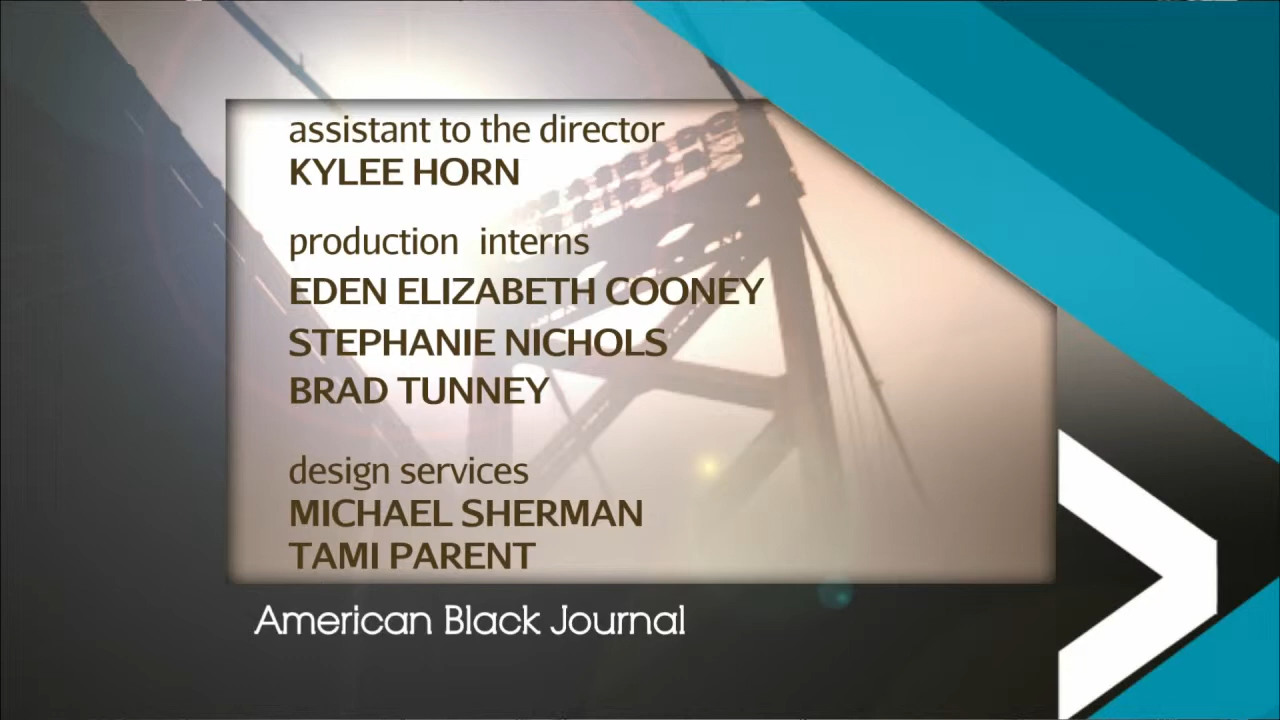 assistant to the director
KYLEE HORN
production interns
EDEN ELIZABETH COONEY
STEPHANIE NICHOLS
BRAD TUNNEY
design services
MICHAEL SHERMAN
TAMI PARENT
American Black Journal